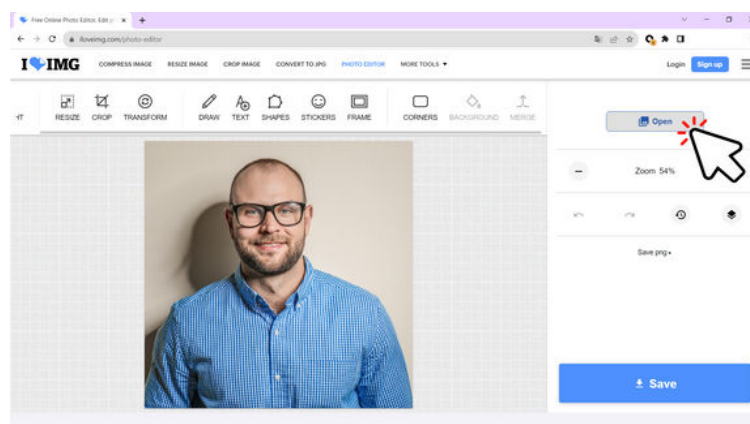 Free Online Photo Editor. Edit p
iloveimg.com/photo-editor
I IMG COMPRESS IMAGE RESIZE IMAGE CROP IMAGE CONVERT TO JPG PHOTO EDITOR MORE TOOLS Login Sign up
HT RESIZE CROP TRANSFORM DRAW TEXT SHAPES STICKERS FRAME CORNERS BACKGROUND MERGE
Open
Zoom 54%
Save png
Save